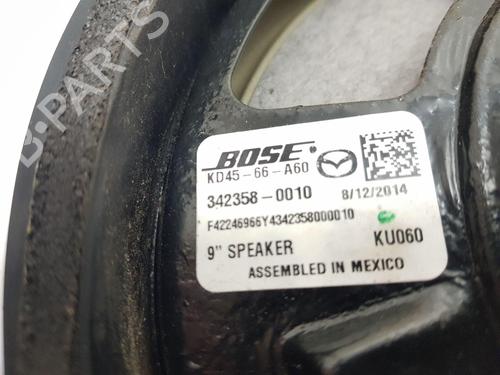 B-PARTS
BOSE
KD45-66-A60
342358-0010 8/12/2014
F42246966Y4342358000010
9" SPEAKER KU060
ASSEMBLED IN MEXICO